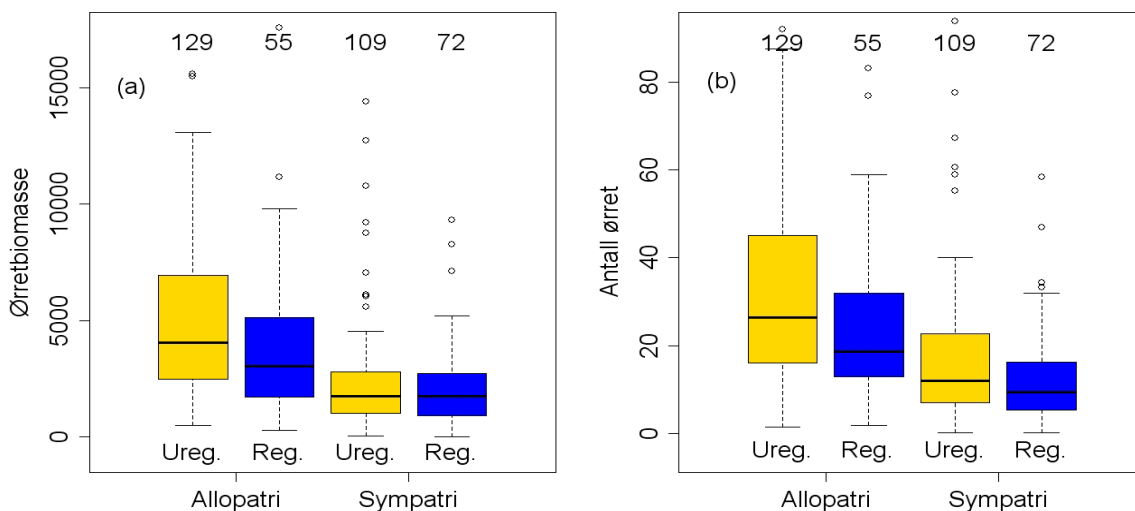 129 55 109 72
(a)
Ørretbiomasse
15000
10000
5000
0
Ureg. Reg. Ureg. Reg.
Allopatri Sympatri
129 55 109 72
(b)
Antall ørret
80
60
40
20
0
Ureg. Reg. Ureg. Reg.
Allopatri Sympatri